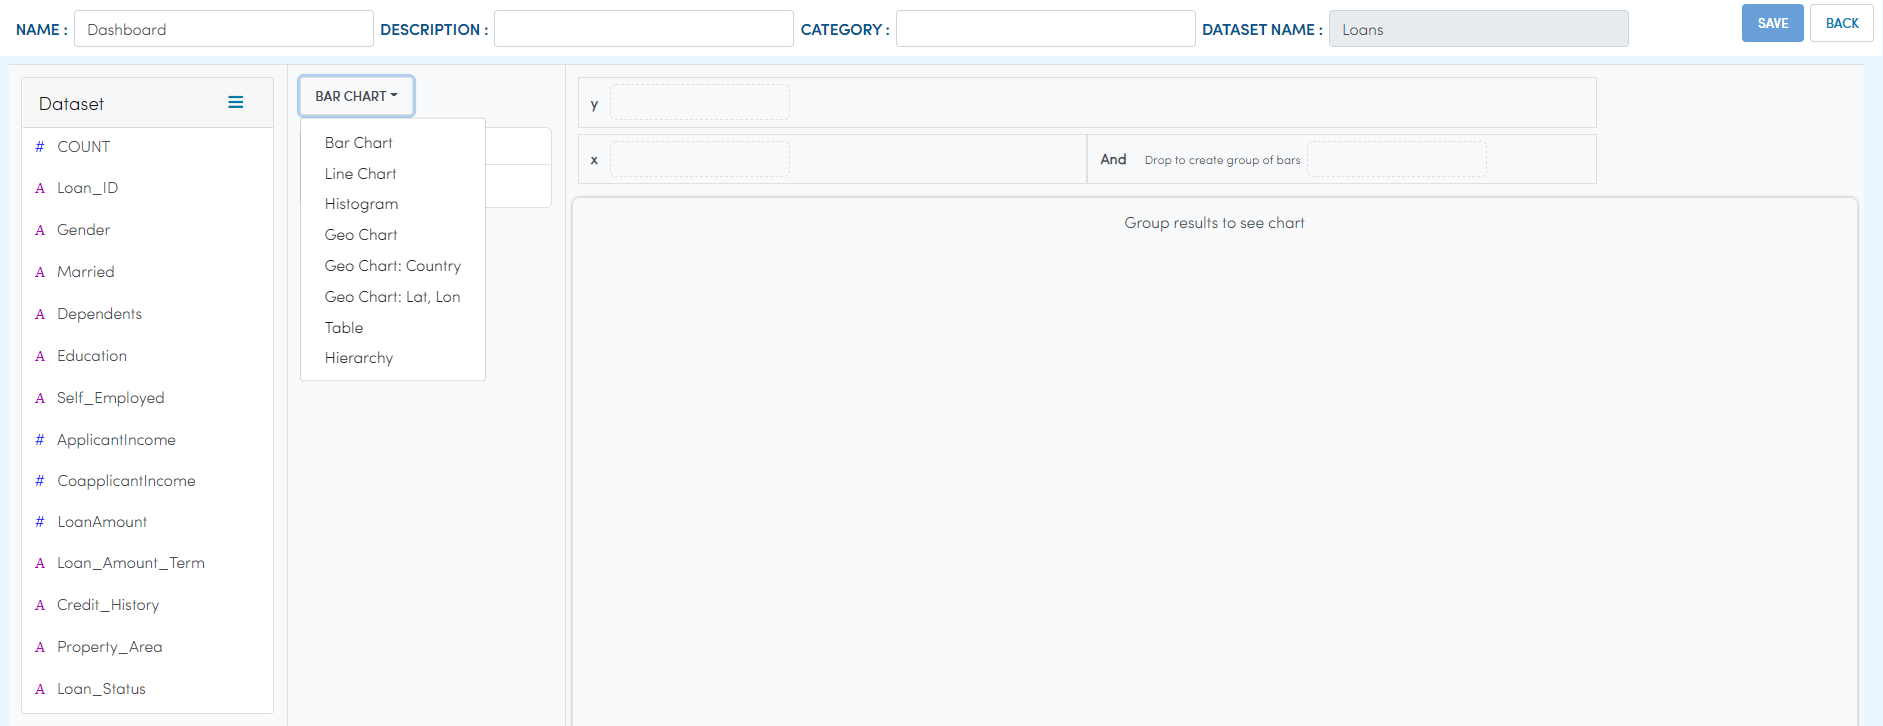 NAME : Dashboard DESCRIPTION : CATEGORY : DATASET NAME : Loans SAVE BACK
Dataset
# COUNT
A Loan_ID
A Gender
A Married
A Dependents
A Education
A Self_Employed
# ApplicantIncome
# CoapplicantIncome
# LoanAmount
A Loan_Amount_Term
A Credit_History
A Property_Area
A Loan_Status
BAR CHART
Bar Chart
Line Chart
Histogram
Geo Chart
Geo Chart: Country
Geo Chart: Lat, Lon
Table
Hierarchy
y
x
And Drop to create group of bars
Group results to see chart